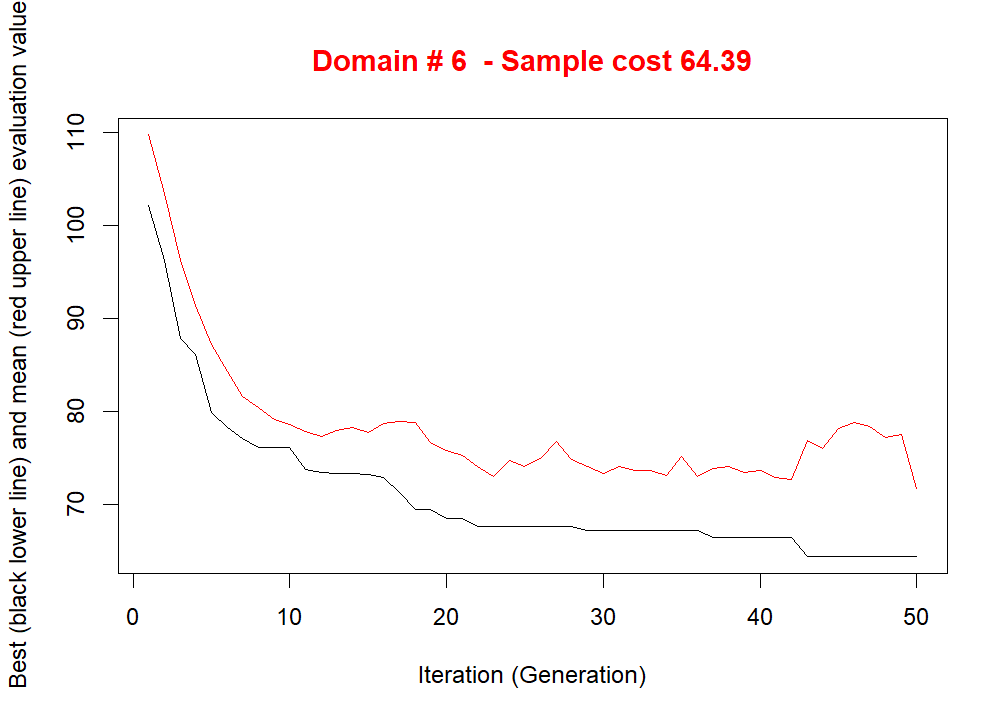 Domain # 6  - Sample cost 64.39
Best (black lower line) and mean (red upper line) evaluation value
110
100
90
80
70
0 10 20 30 40 50
Iteration (Generation)